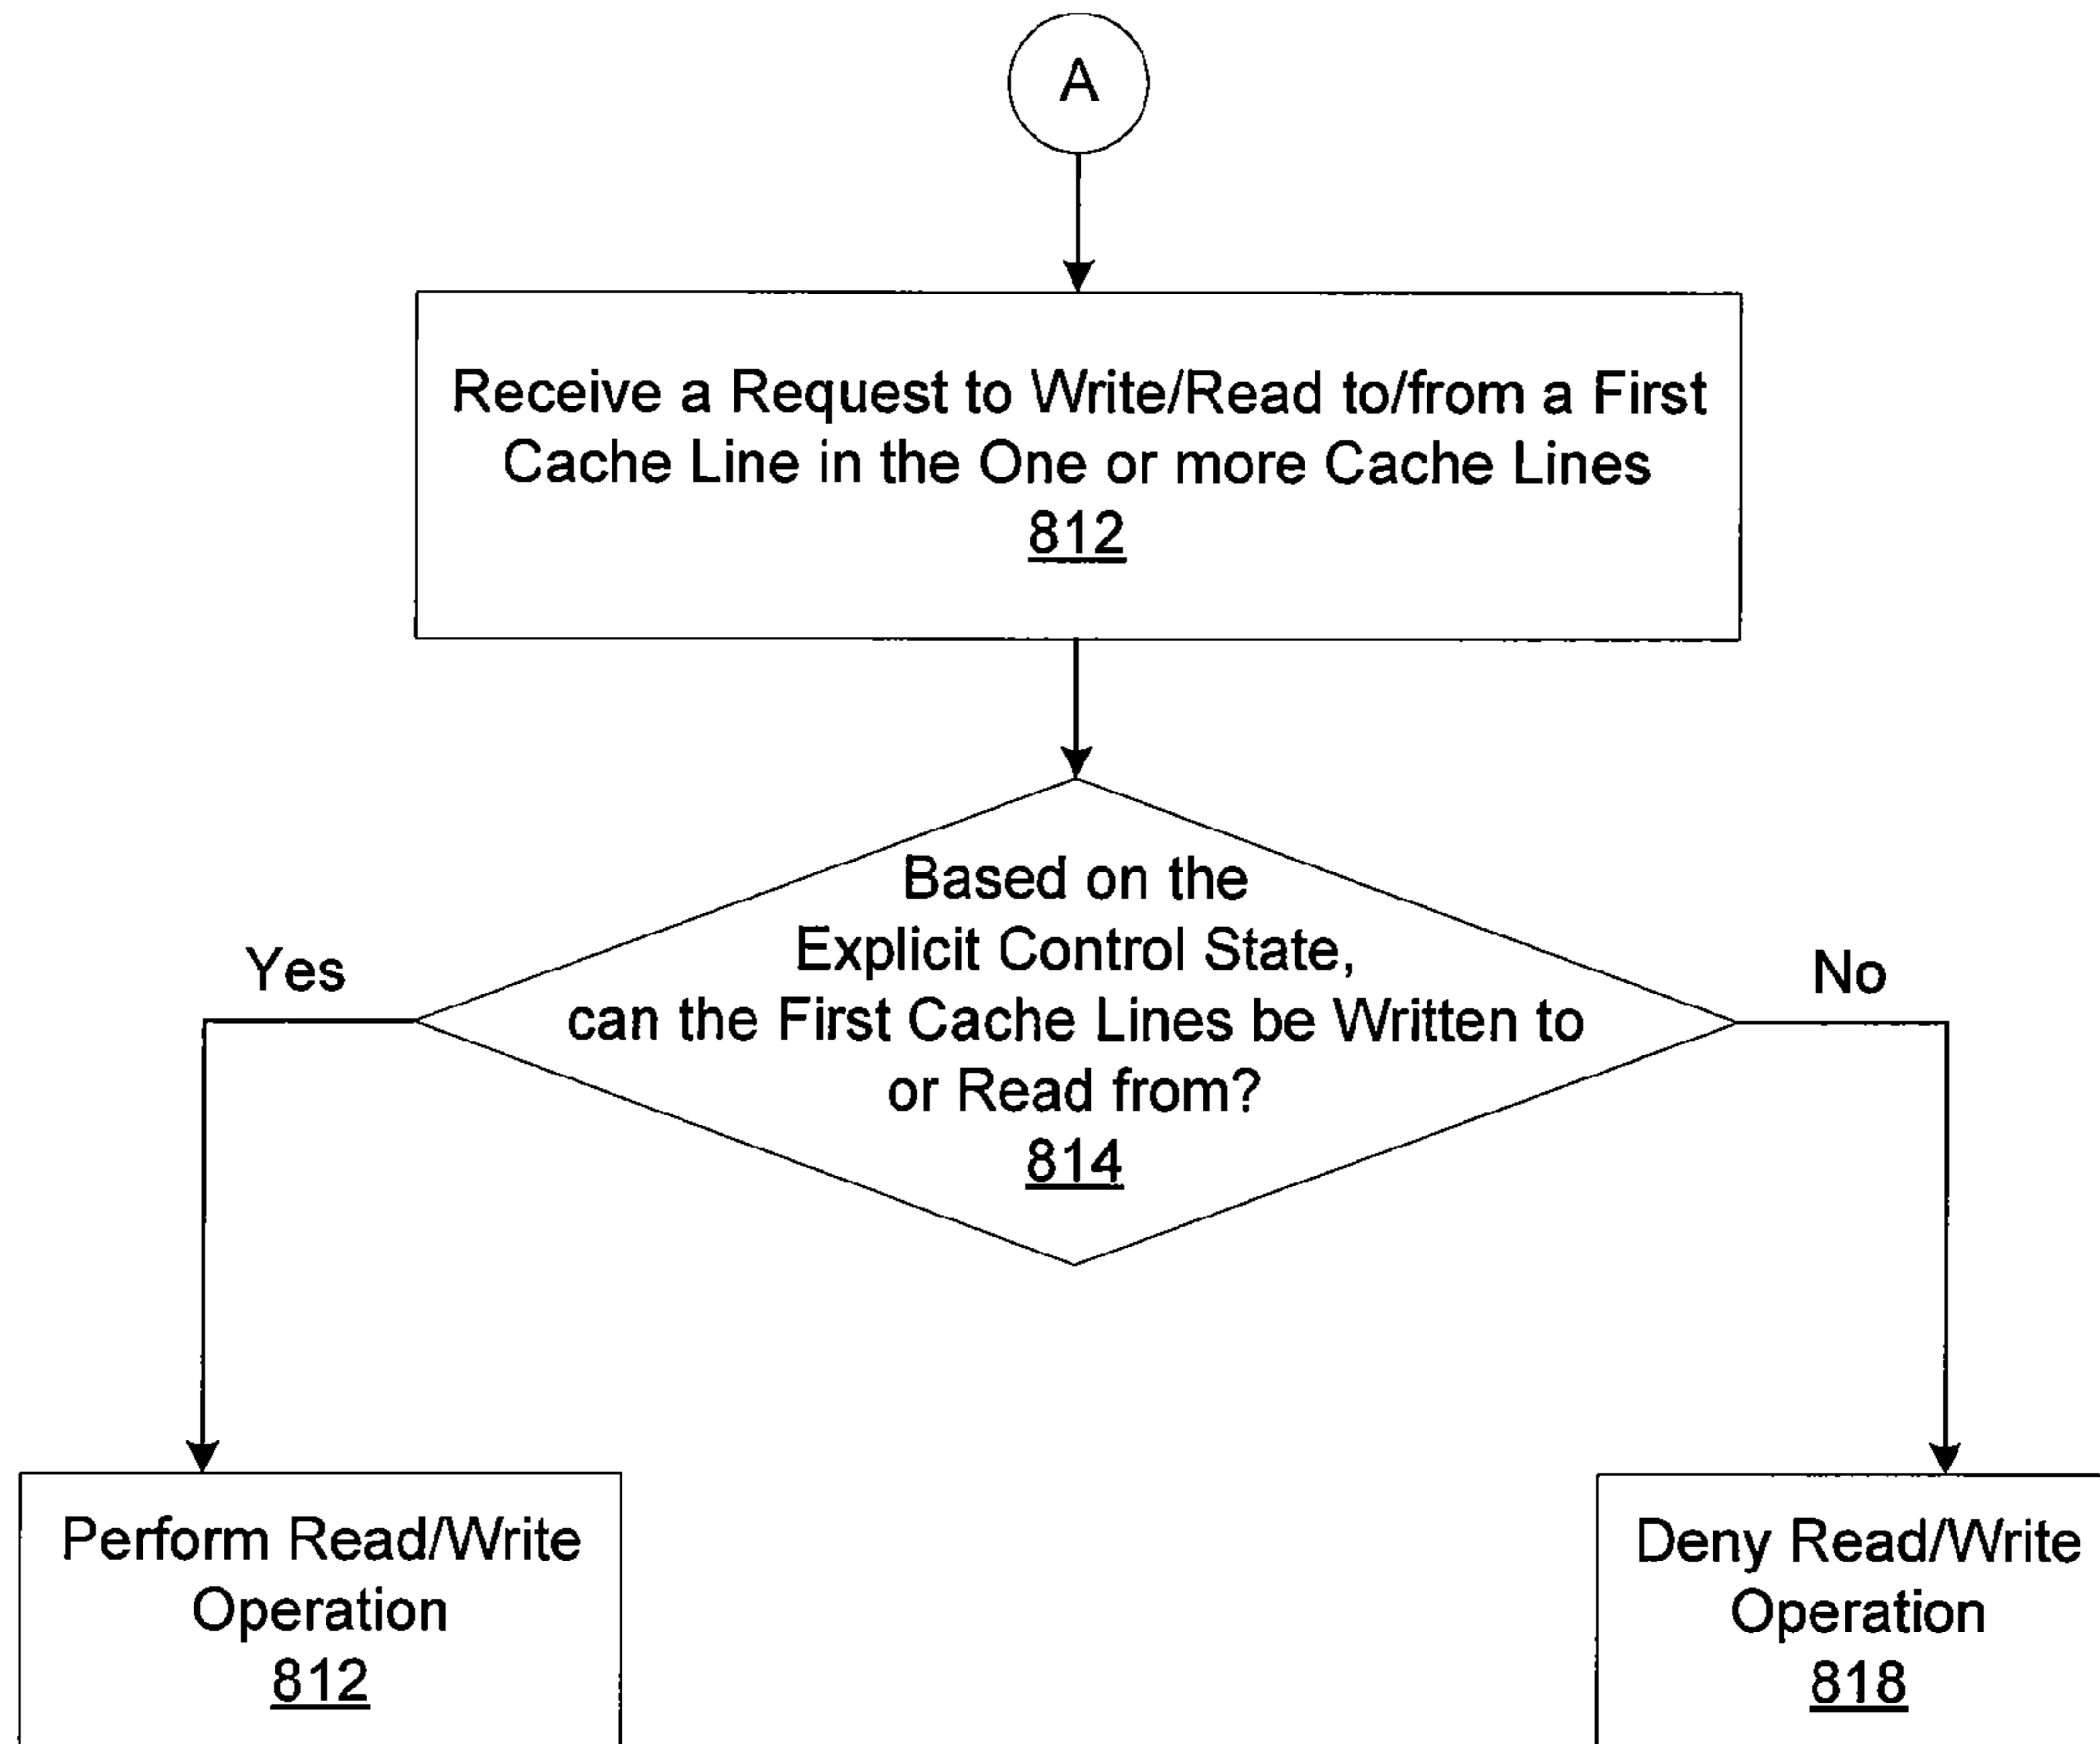 A
Receive a Request to Write/Read to/from a First
Cache Line in the One or more Cache Lines
812
Based on the
Explicit Control State,
can the First Cache Lines be Written to
or Read from?
814
Yes
No
Perform Read/Write
Operation
812
Deny Read/Write
Operation
818